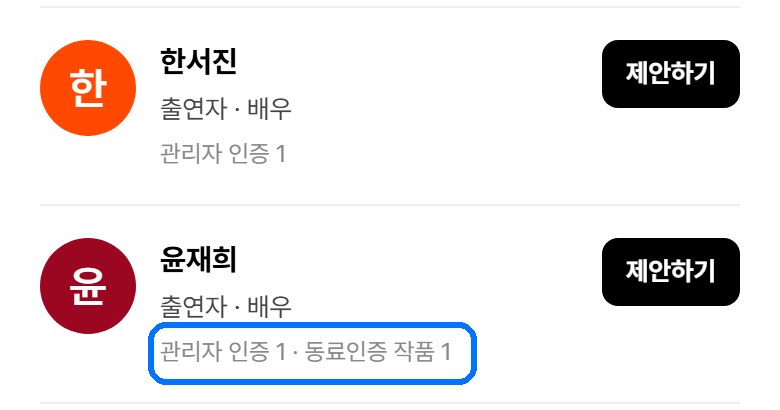 한
한서진
제안하기
출연자 · 배우
관리자 인증 1
윤
윤재희
제안하기
출연자 · 배우
관리자 인증 1 · 동료인증 작품 1